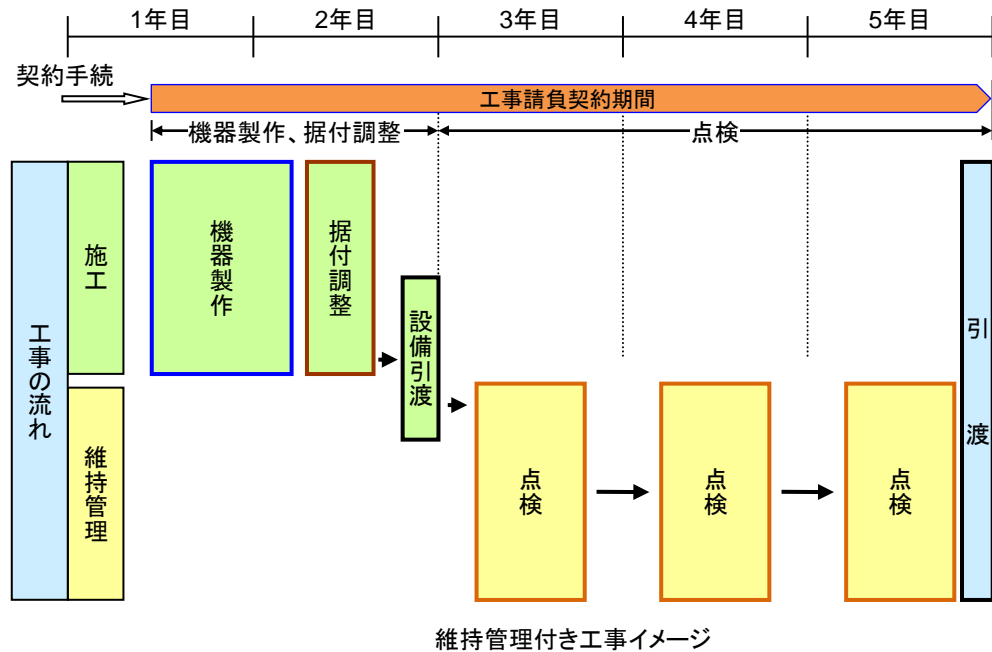 1年目 2年目 3年目 4年目 5年目
契約手続
工事請負契約期間
機器製作、据付調整
点検
工事の流れ
施工
機器製作
据付調整
設備引渡
引渡
維持管理
点検
点検
点検
維持管理付き工事イメージ